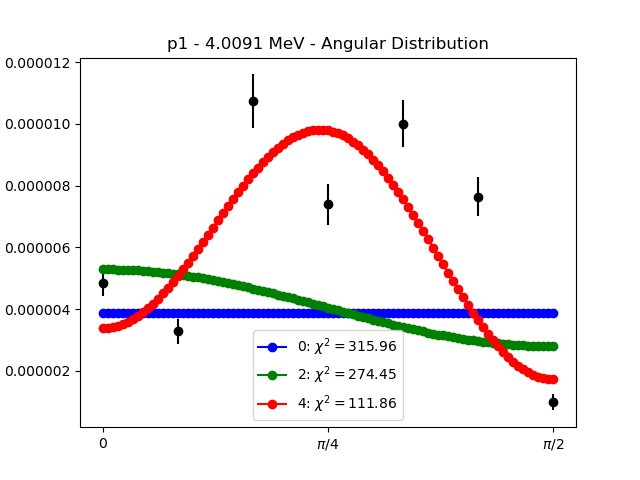 p1 - 4.0091 MeV - Angular Distribution
0.000012
0.000010
0.000008
0.000006
0.000004
0.000002
0: χ² = 315.96
2: χ² = 274.45
4: χ² = 111.86
0
π/4
π/2